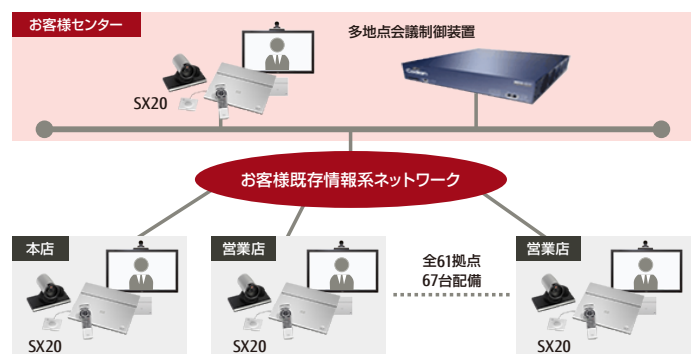 お客様センター
多地点会議制御装置
SX20
お客様既存情報系ネットワーク
本店
営業店
営業店
全61拠点
67台配備
SX20
SX20
SX20